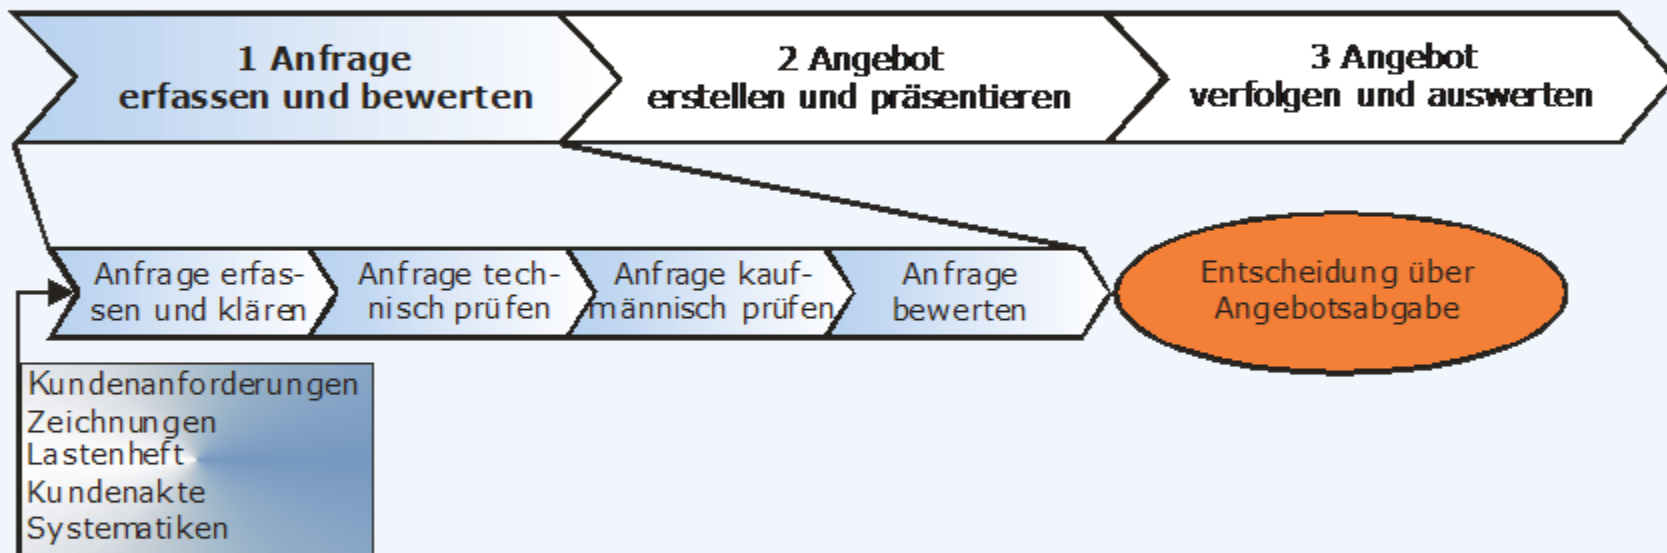 1 Anfrage
erfassen und bewerten
2 Angebot
erstellen und präsentieren
3 Angebot
verfolgen und auswerten
Anfrage erfas-
sen und klären
Anfrage tech-
nisch prüfen
Anfrage kauf-
männisch prüfen
Anfrage
bewerten
Entscheidung über
Angebotsabgabe
Kundenanforderungen
Zeichnungen
Lastenheft
Kundenakte
Systematiken